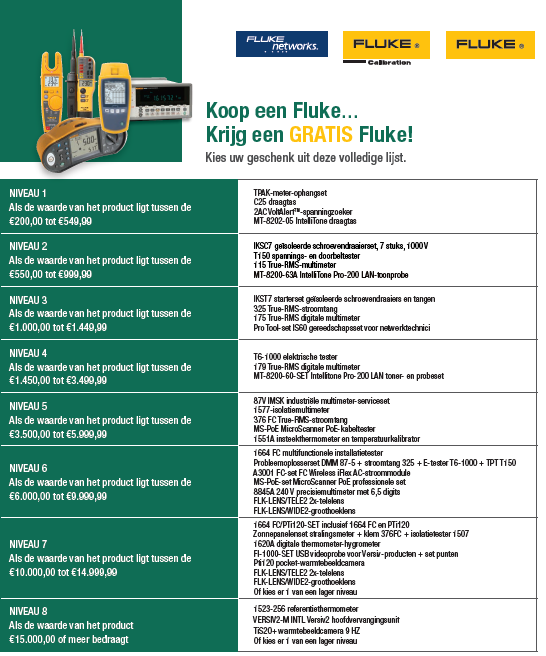 FLUKE
networks.
FLUKE®
Calibration
FLUKE®
Koop een Fluke...
Krijg een GRATIS Fluke!
Kies uw geschenk uit deze volledige lijst.
NIVEAU 1
Als de waarde van het product ligt tussen de
€200,00 tot €549,99
TPAK-meter-ophangset
C25 draagtas
2AC VoltAlert™-spanningzoeker
MT-8202-05 IntelliTone draagtas
NIVEAU 2
Als de waarde van het product ligt tussen de
€550,00 tot €999,99
IKSC7 geïsoleerde schroevendraaierset, 7 stuks, 1000 V
T150 spannings- en doorbeltester
115 True-RMS-multimeter
MT-8200-63A IntelliTone Pro-200 LAN-toonprobe
NIVEAU 3
Als de waarde van het product ligt tussen de
€1.000,00 tot €1.449,99
IKST7 starterset geïsoleerde schroevendraaiers en tangen
325 True-RMS-stroomtang
175 True-RMS digitale multimeter
Pro Tool-set IS60 gereedschapsset voor netwerktechnici
NIVEAU 4
Als de waarde van het product ligt tussen de
€1.450,00 tot €3.499,99
T6-1000 elektrische tester
179 True-RMS digitale multimeter
MT-8200-60-SET Intellitone Pro-200 LAN toner- en probeset
NIVEAU 5
Als de waarde van het product ligt tussen de
€3.500,00 tot €5.999,99
87V IMSK industriële multimeter-serviceset
1577-isolatiemultimeter
376 FC True-RMS-stroomtang
MS-PoE MicroScanner PoE-kabeltester
1551A insteekthermometer en temperatuurkalibrator
NIVEAU 6
Als de waarde van het product ligt tussen de
€6.000,00 tot €9.999,99
1664 FC multifunctionele installatietester
Probleemoplosserset DMM 87-5 + stroomtang 325 + E-tester T6-1000 + TPT T150
A3001 FC-set FC Wireless iFlex AC-stroommodule
MS-PoE-set MicroScanner PoE professionele set
8845A 240 V precisiemultimeter met 6,5 digits
FLK-LENS/TELE2 2x-telelens
FLK-LENS/WIDE2-groothoeklens
NIVEAU 7
Als de waarde van het product ligt tussen de
€10.000,00 tot €14.999,99
1664 FC/PTi120-SET inclusief 1664 FC en PTi120
Zonnepanelenset stralingsmeter + klem 376FC + isolatietester 1507
1620A digitale thermometer-hygrometer
FI-1000-SET USB videoprobe voor Versiv-producten + set punten
Pti120 pocket-warmtebeeldcamera
FLK-LENS/TELE2 2x-telelens
FLK-LENS/WIDE2-groothoeklens
Of kies er 1 van een lager niveau
NIVEAU 8
Als de waarde van het product
€15.000,00 of meer bedraagt
1523-256 referentiethermometer
VERSIV2-M INTL Versiv2 hoofdvervangingsunit
TiS20+ warmtebeeldcamera 9 HZ
Of kies er 1 van een lager niveau